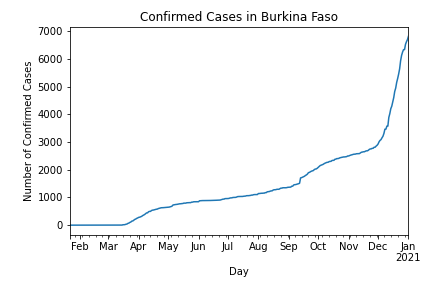 Confirmed Cases in Burkina Faso
7000
6000
5000
4000
3000
2000
1000
0
Number of Confirmed Cases
Feb Mar Apr May Jun Jul Aug Sep Oct Nov Dec Jan
2021
Day